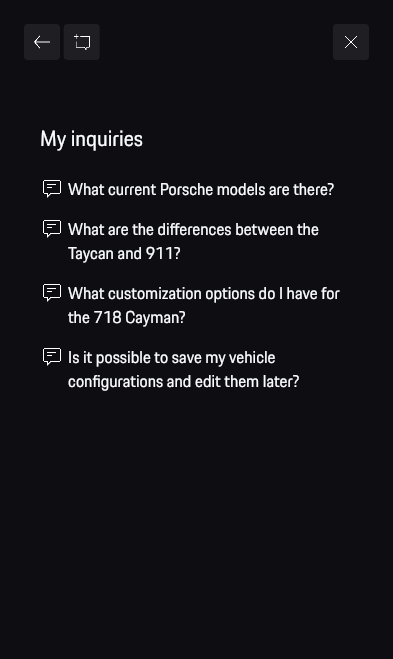 My inquiries
What current Porsche models are there?
What are the differences between the
Taycan and 911?
What customization options do I have for
the 718 Cayman?
Is it possible to save my vehicle
configurations and edit them later?